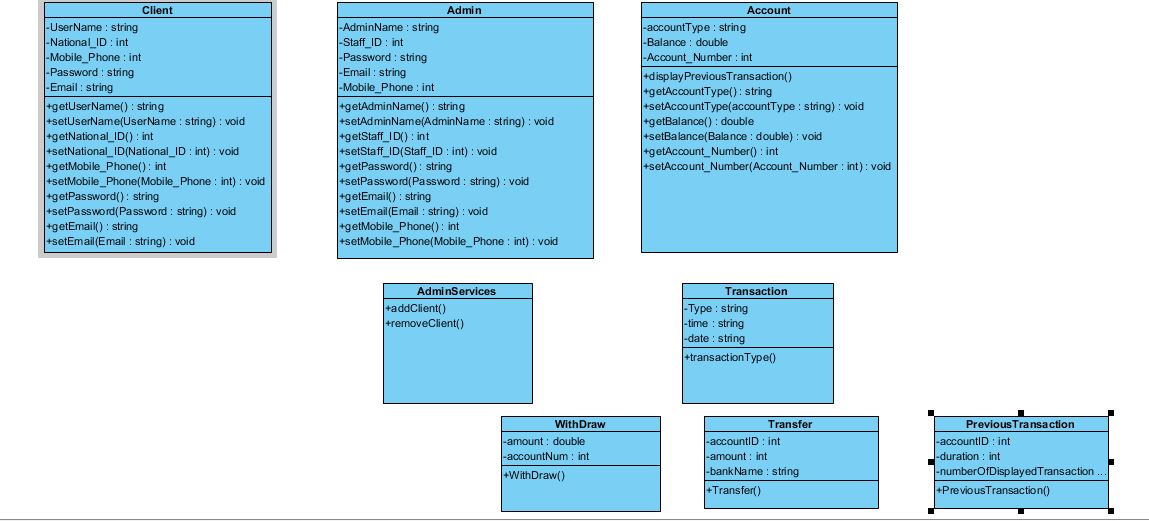 Client
-UserName : string
-National_ID : int
-Mobile_Phone : int
-Password : string
-Email : string
+getUserName() : string
+setUserName(UserName : string) : void
+getNational_ID() : int
+setNational_ID(National_ID : int) : void
+getMobile_Phone() : int
+setMobile_Phone(Mobile_Phone : int) : void
+getPassword() : string
+setPassword(Password : string) : void
+getEmail() : string
+setEmail(Email : string) : void
Admin
-AdminName : string
-Staff_ID : int
-Password : string
-Email : string
-Mobile_Phone : int
+getAdminName() : string
+setAdminName(AdminName : string) : void
+getStaff_ID() : int
+setStaff_ID(Staff_ID : int) : void
+getPassword() : string
+setPassword(Password : string) : void
+getEmail() : string
+setEmail(Email : string) : void
+getMobile_Phone() : int
+setMobile_Phone(Mobile_Phone : int) : void
Account
-accountType : string
-Balance : double
-Account_Number : int
+displayPreviousTransaction()
+getAccountType() : string
+setAccountType(accountType : string) : void
+getBalance() : double
+setBalance(Balance : double) : void
+getAccount_Number() : int
+setAccount_Number(Account_Number : int) : void
AdminServices
+addClient()
+removeClient()
Transaction
-Type : string
-time : string
-date : string
+transactionType()
WithDraw
-amount : double
-accountNum : int
+WithDraw()
Transfer
-accountID : int
-amount : int
-bankName : string
+Transfer()
PreviousTransaction
-accountID : int
-duration : int
-numberOfDisplayedTransaction ...
+PreviousTransaction()